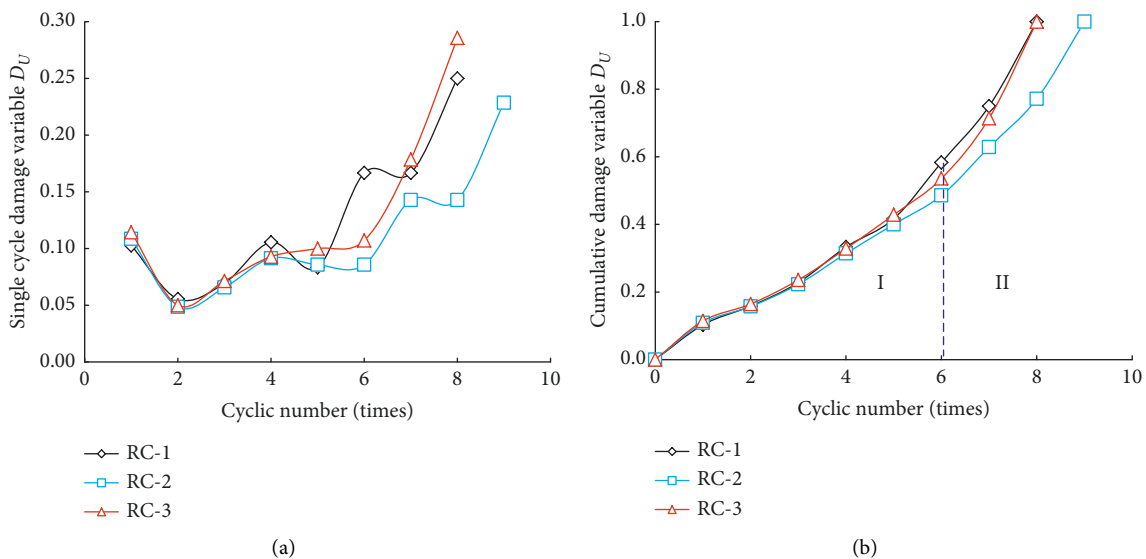 0.30
0.25
0.20
0.15
0.10
0.05
0.00
Single cycle damage variable D_U
0
2
4
6
8
10
Cyclic number (times)
RC-1
RC-2
RC-3
(a)
1.0
0.8
0.6
0.4
0.2
0.0
Cumulative damage variable D_U
I
II
0
2
4
6
8
10
Cyclic number (times)
RC-1
RC-2
RC-3
(b)